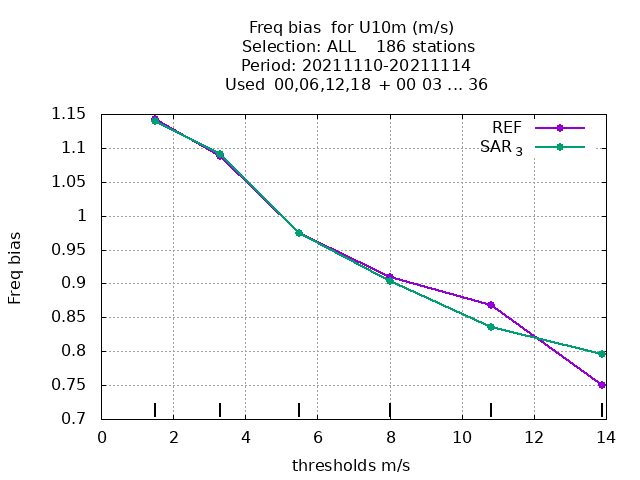 Freq bias  for U10m (m/s)
Selection: ALL    186 stations
Period: 20211110-20211114
Used  00,06,12,18  + 00 03 ... 36
REF
SAR 3
1.15
1.1
1.05
1
0.95
0.9
0.85
0.8
0.75
0.7
Freq bias
0 2 4 6 8 10 12 14
thresholds m/s